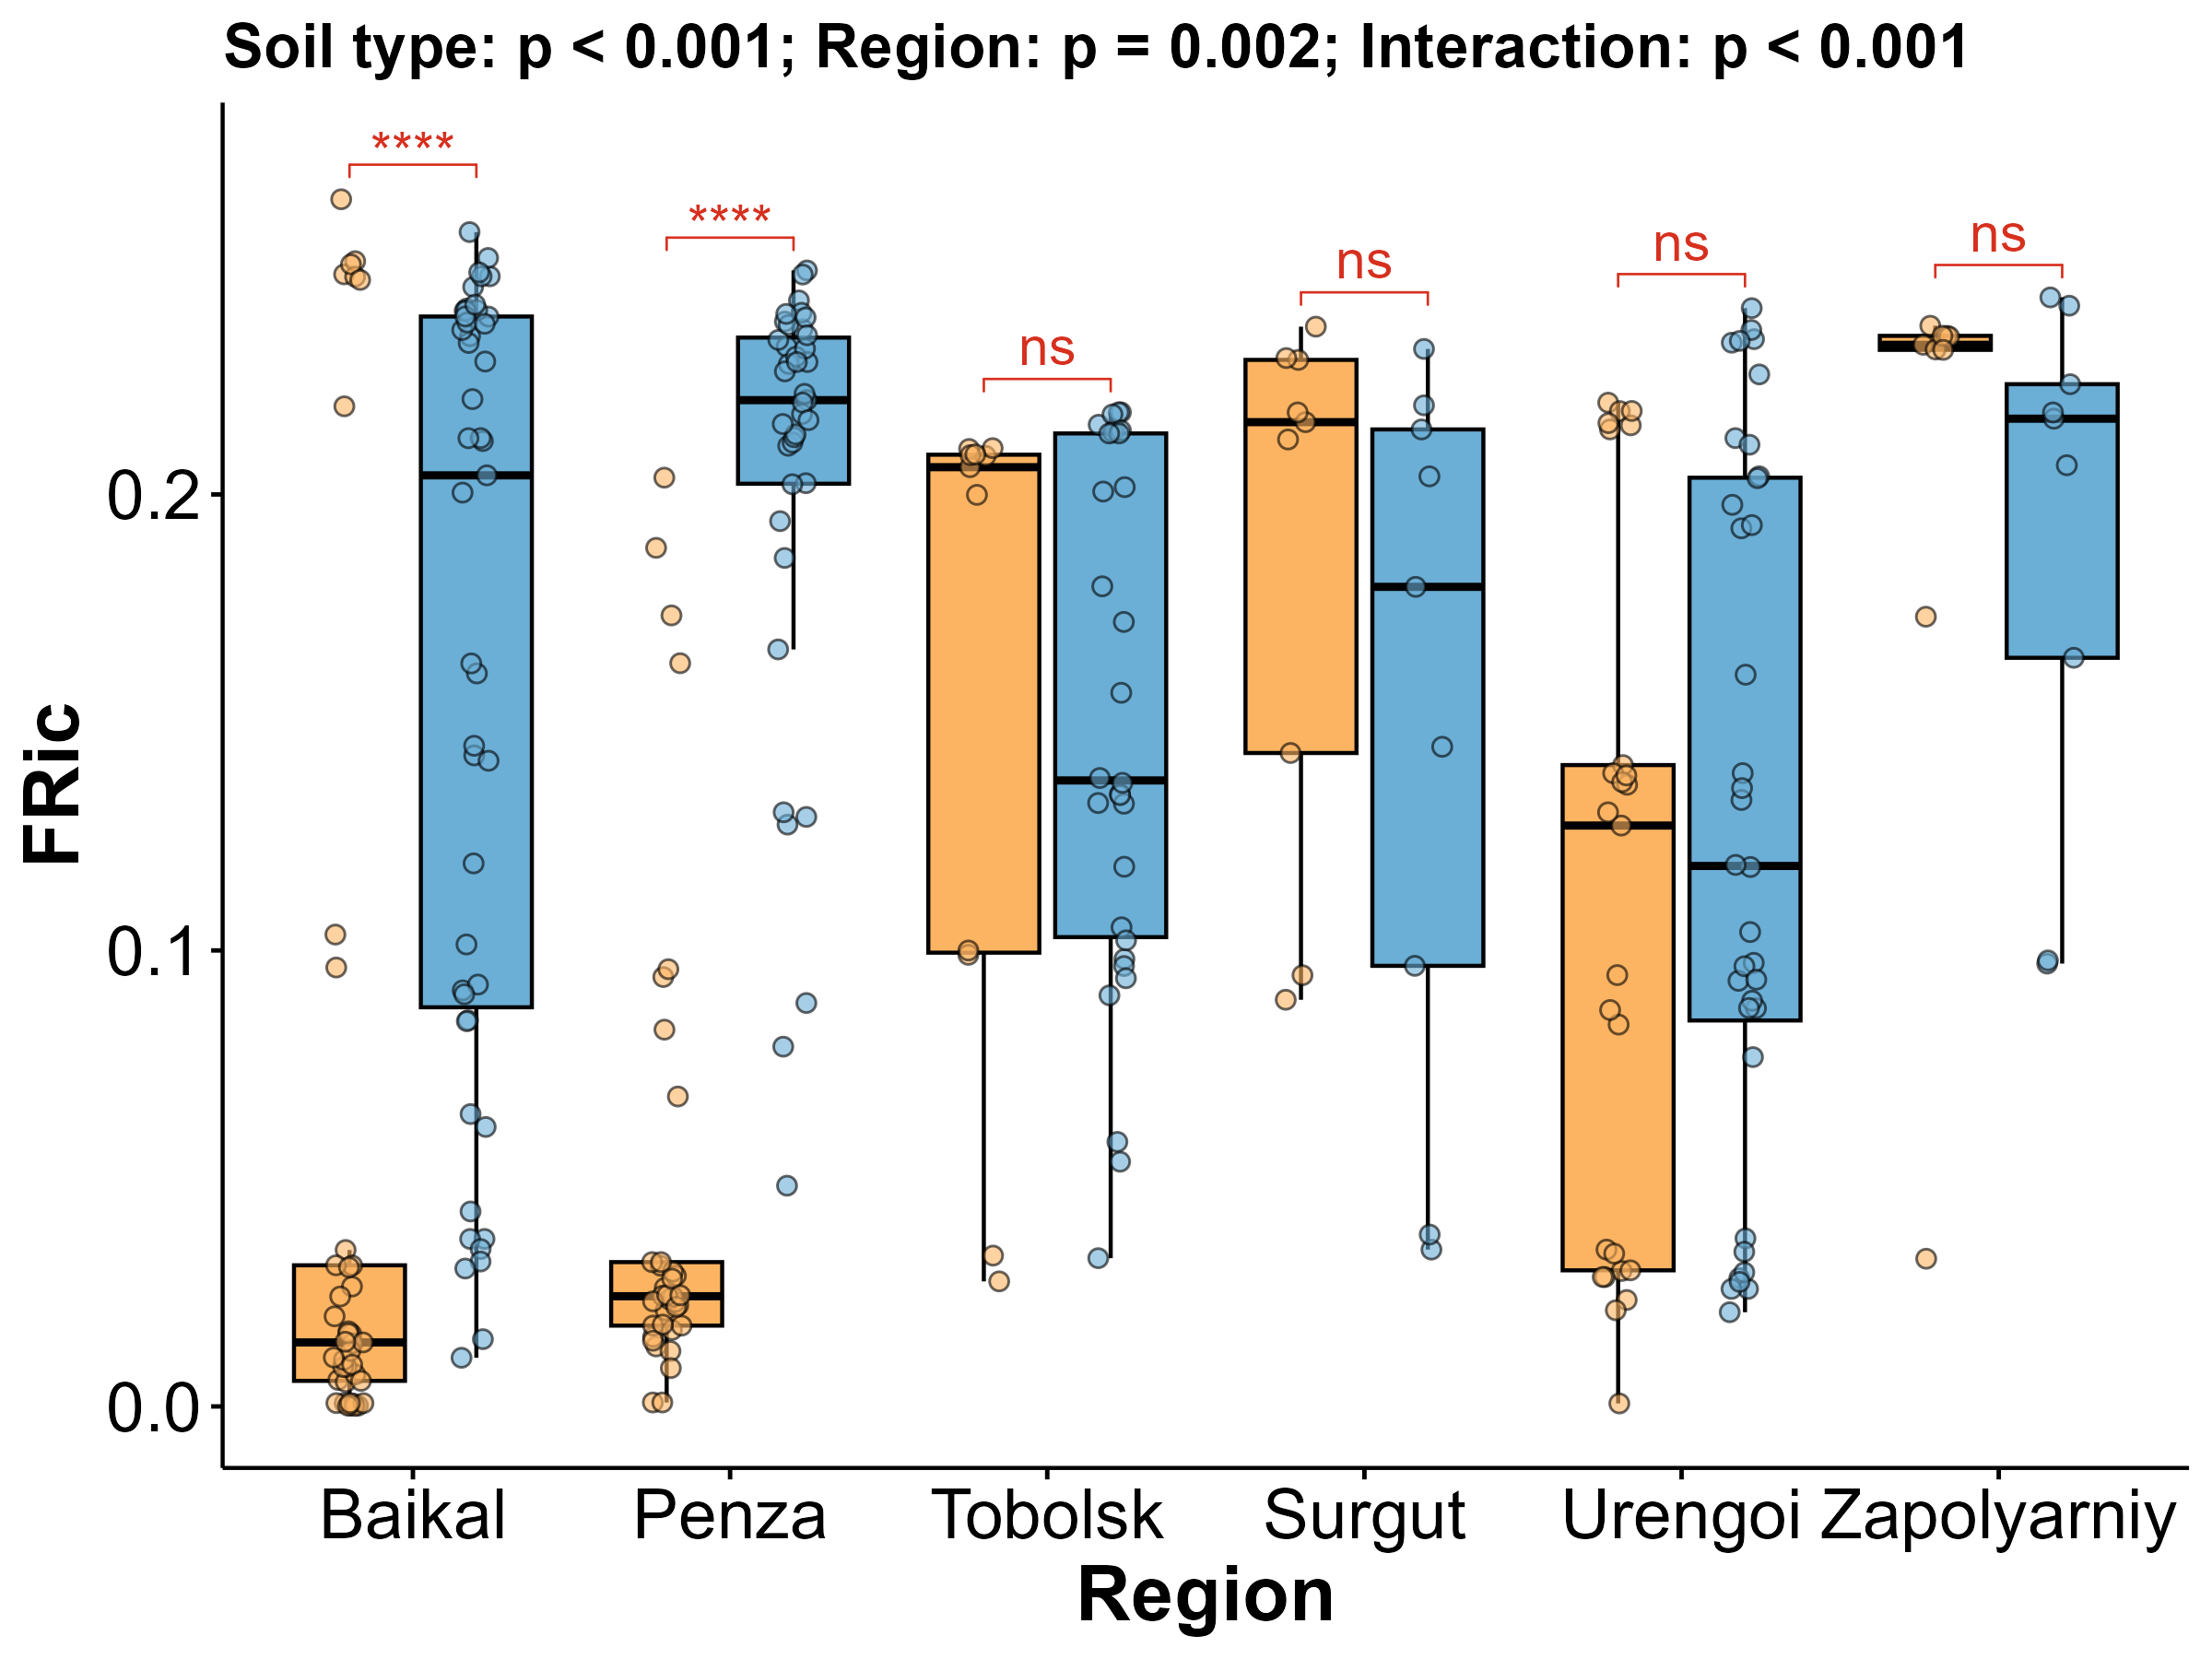 Soil type: p < 0.001; Region: p = 0.002; Interaction: p < 0.001
****
****
ns
ns
ns
ns
FRic
0.2
0.1
0.0
Baikal Penza Tobolsk Surgut Urengoi Zapolyarniy
Region